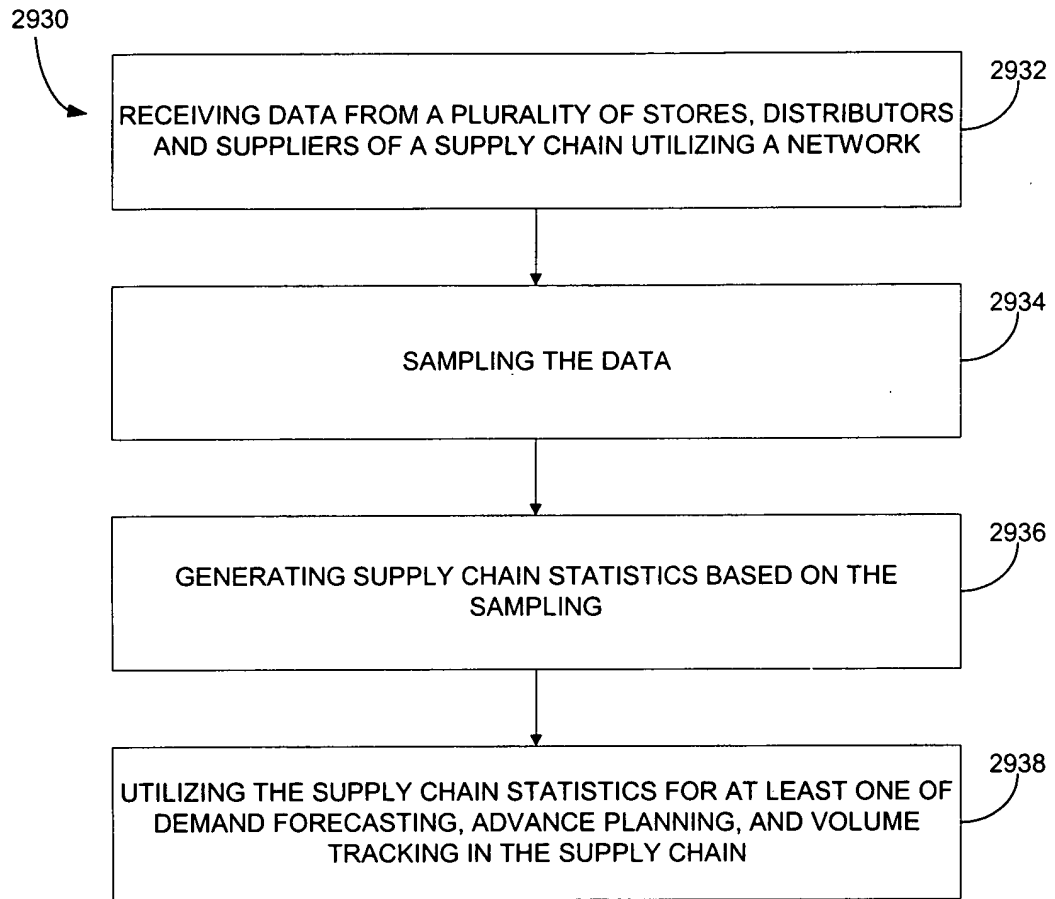 2930
2932
RECEIVING DATA FROM A PLURALITY OF STORES, DISTRIBUTORS
AND SUPPLIERS OF A SUPPLY CHAIN UTILIZING A NETWORK
2934
SAMPLING THE DATA
2936
GENERATING SUPPLY CHAIN STATISTICS BASED ON THE
SAMPLING
2938
UTILIZING THE SUPPLY CHAIN STATISTICS FOR AT LEAST ONE OF
DEMAND FORECASTING, ADVANCE PLANNING, AND VOLUME
TRACKING IN THE SUPPLY CHAIN